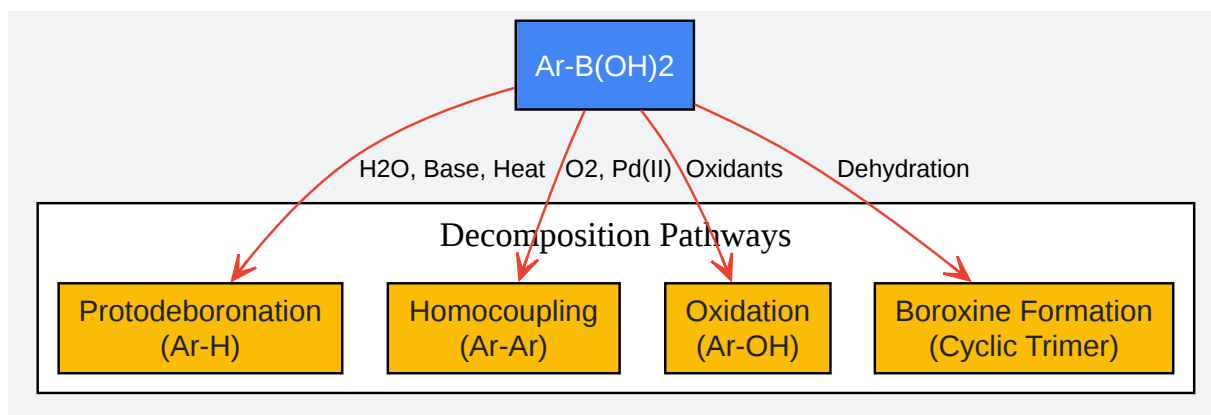 Ar-B(OH)2
H2O, Base, Heat
O2, Pd(II)
Oxidants
Dehydration
Decomposition Pathways
Protodeboronation
(Ar-H)
Homocoupling
(Ar-Ar)
Oxidation
(Ar-OH)
Boroxine Formation
(Cyclic Trimer)